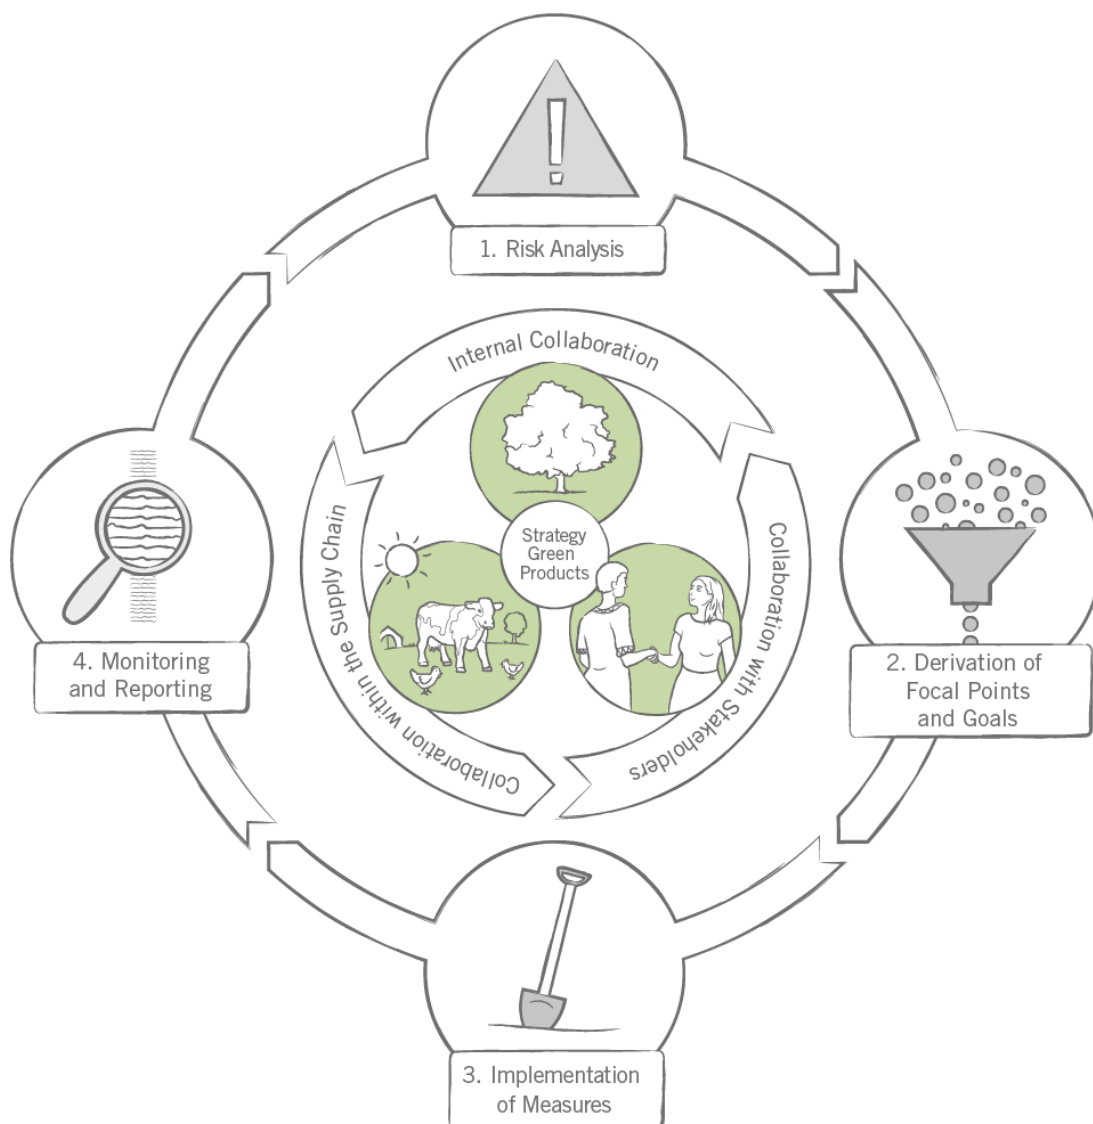 1. Risk Analysis
Internal Collaboration
Strategy
Green
Products
Collaboration within the Supply Chain
Collaborattion with Stakeholders
4. Monitoring
and Reporting
2. Derivation of
Focal Points
and Goals
3. Implementation
of Measures